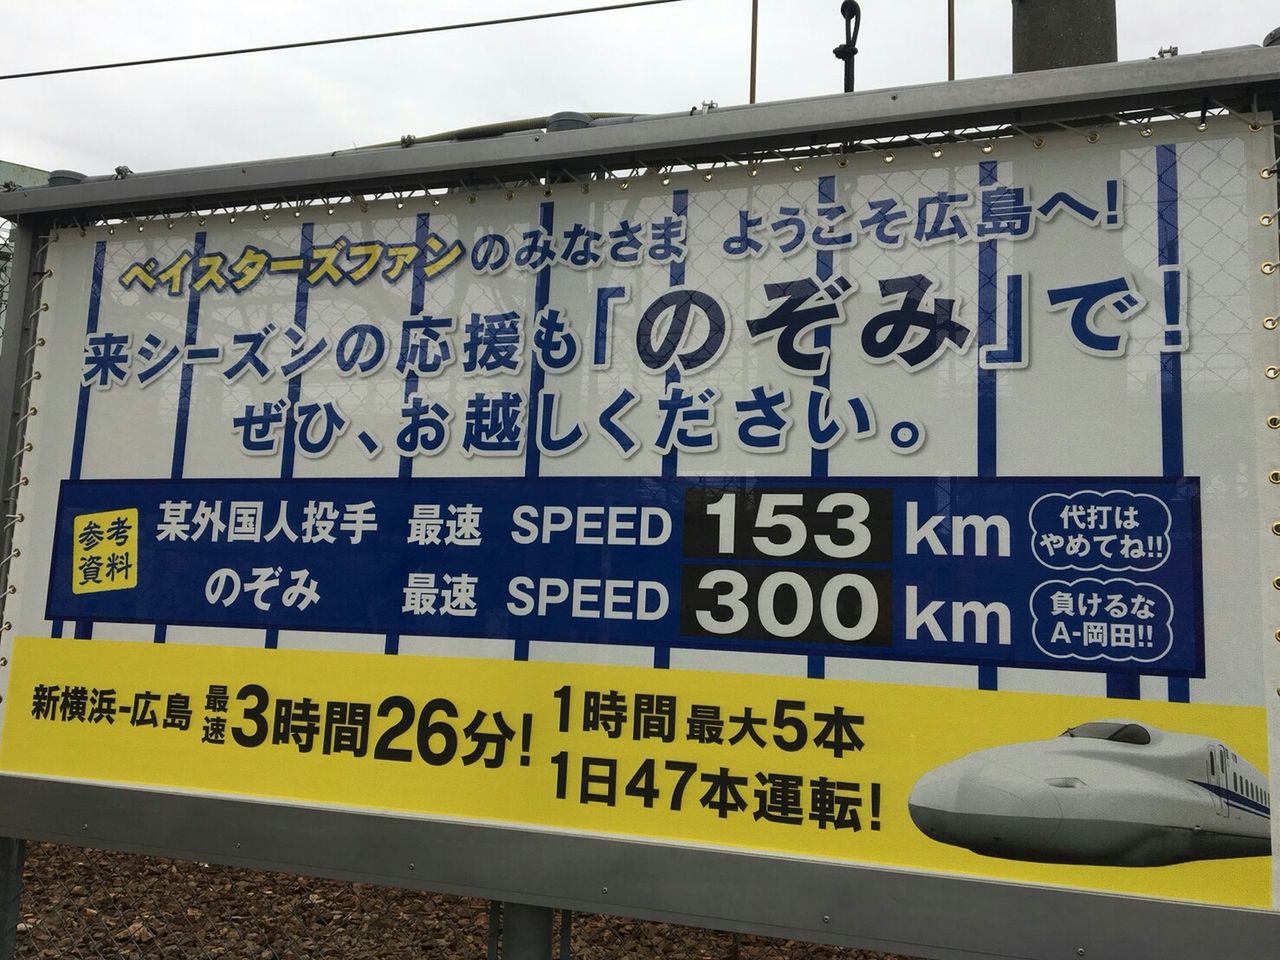 ベイスターズファンのみなさま ようこそ広島へ!
来シーズンの応援も『のぞみ』で!
ぜひ、お越しください。
参考
資料
某外国人投手 最速 SPEED 153 km
代打は
やめてね!!
のぞみ 最速 SPEED 300 km
負けるな
A-岡田!!
新横浜-広島 最速3時間26分!
1時間最大5本
1日47本運転!